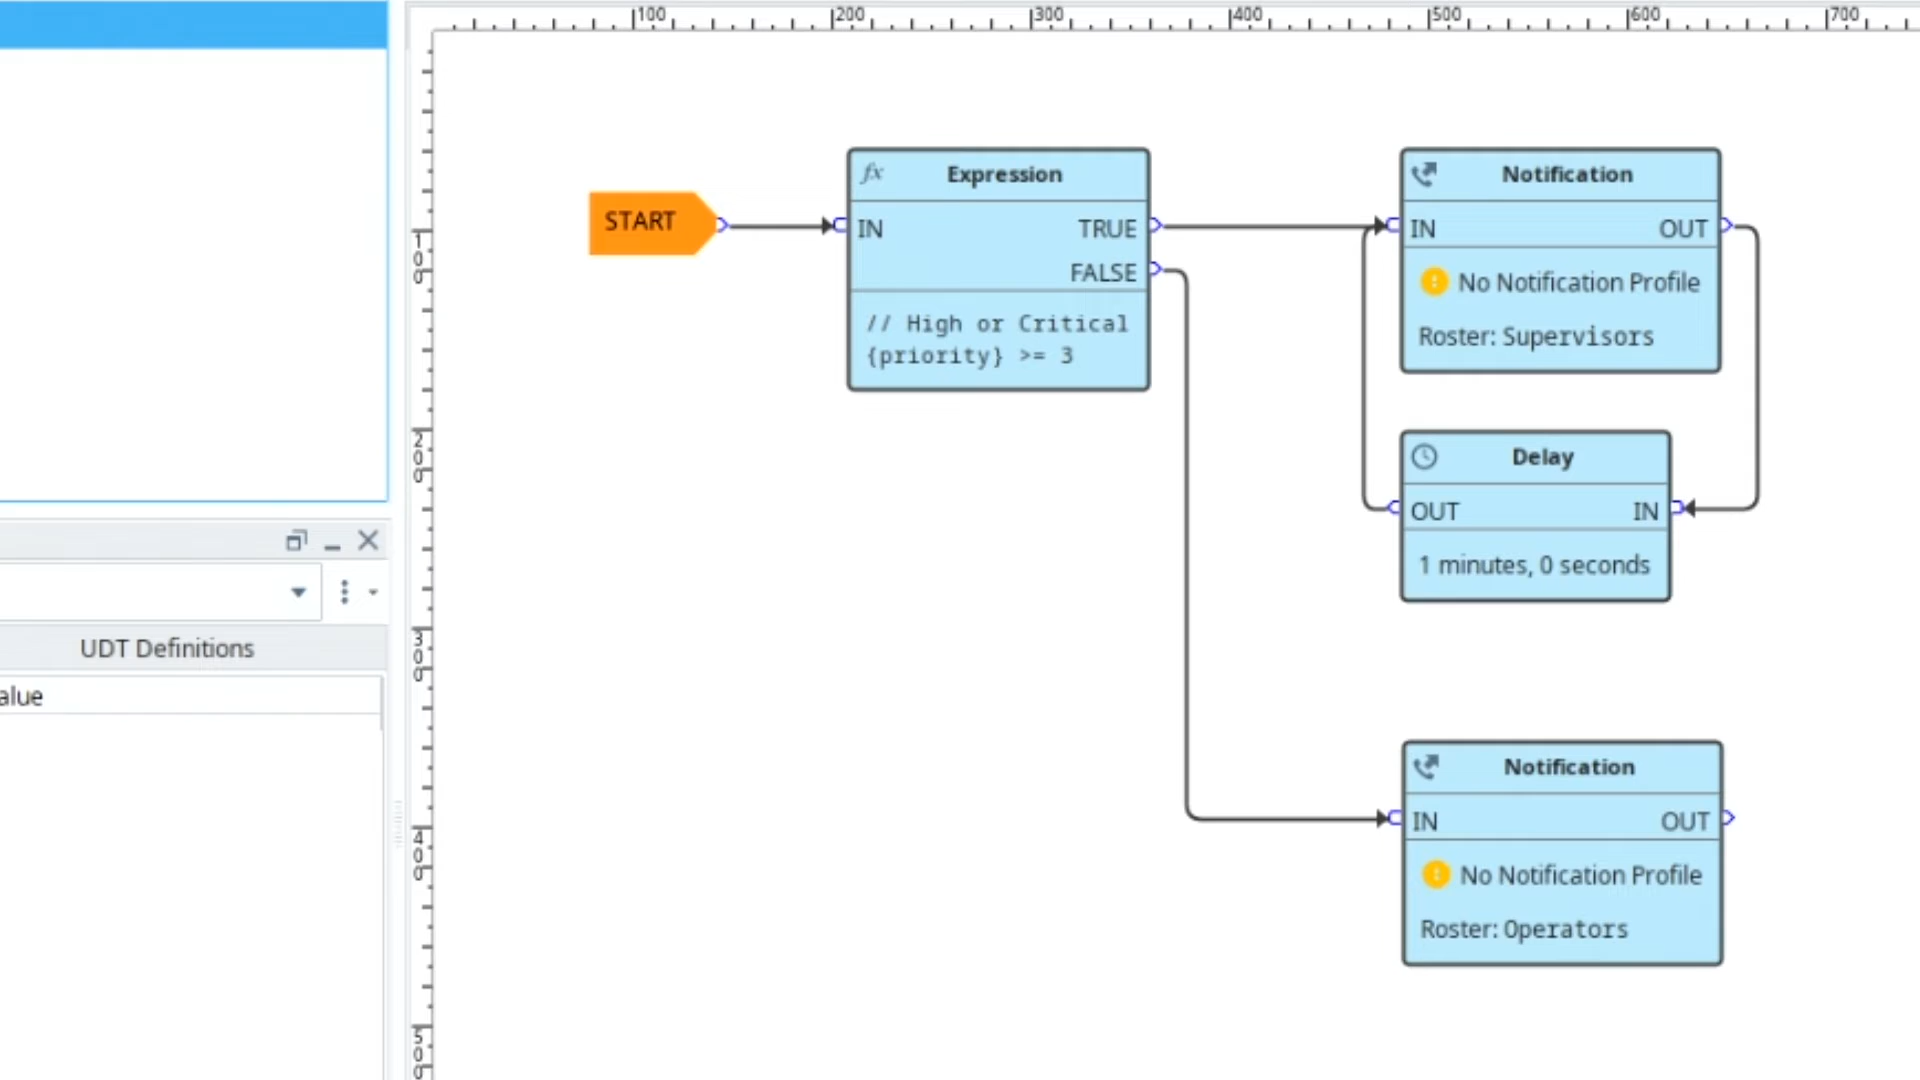 100 200 300 400 500 600 700
UDT Definitions
alue
100
200
300
400
START
Expression
IN TRUE
FALSE
// High or Critical
{priority} >= 3
Notification
IN OUT
No Notification Profile
Roster: Supervisors
Delay
OUT IN
1 minutes, 0 seconds
Notification
IN OUT
No Notification Profile
Roster: Operators
500